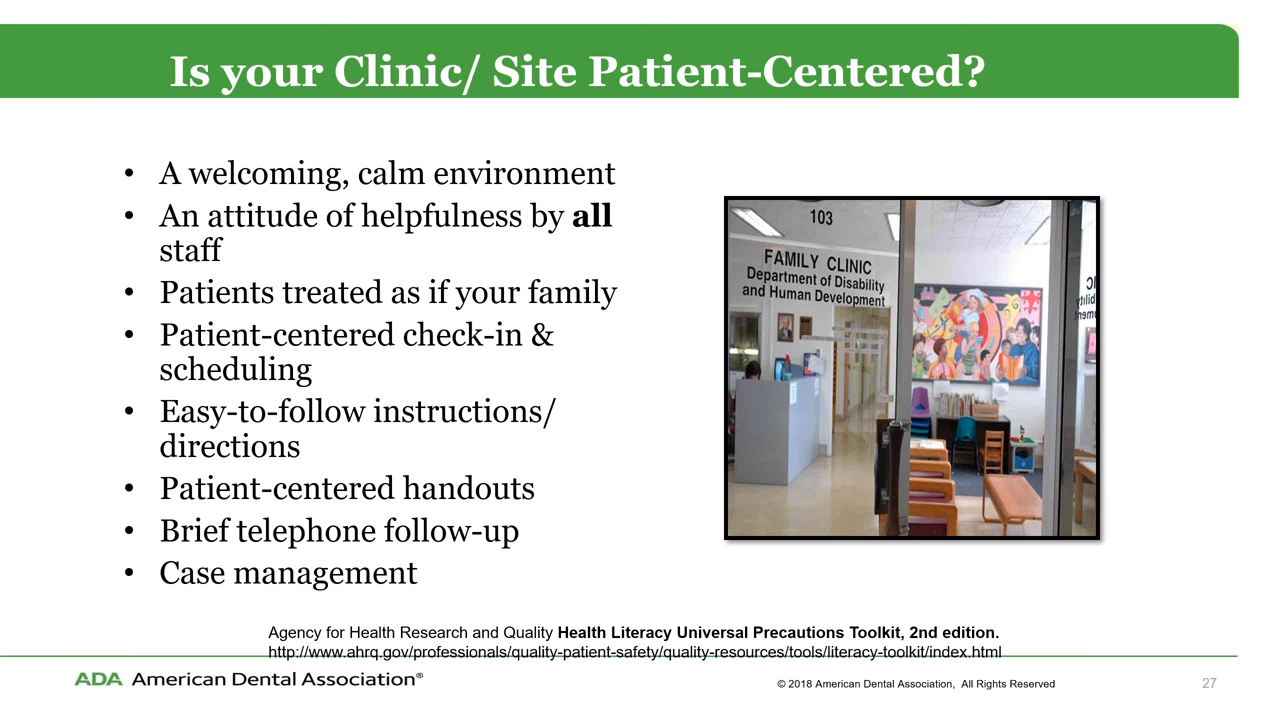 Is your Clinic/ Site Patient-Centered?
• A welcoming, calm environment
• An attitude of helpfulness by all
staff
• Patients treated as if your family
• Patient-centered check-in &
scheduling
• Easy-to-follow instructions/
directions
• Patient-centered handouts
• Brief telephone follow-up
• Case management
103
FAMILY CLINIC
Department of Disability
and Human Development
Agency for Health Research and Quality Health Literacy Universal Precautions Toolkit, 2nd edition.
http://www.ahrq.gov/professionals/quality-patient-safety/quality-resources/tools/literacy-toolkit/index.html
ADA American Dental Association®
© 2018 American Dental Association, All Rights Reserved
27